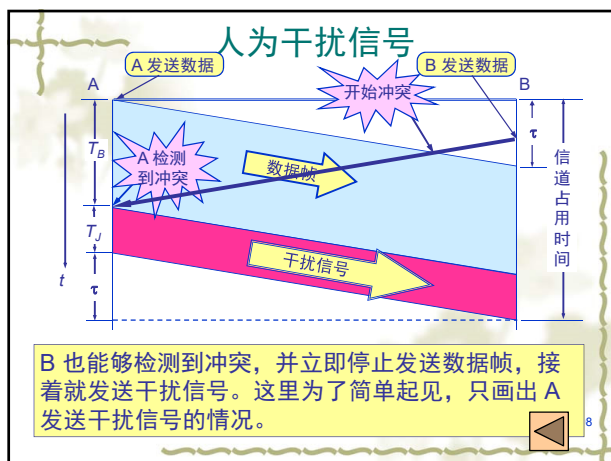 人为干扰信号
A 发送数据
B 发送数据
A
B
开始冲突
τ
T_B
A 检测
到冲突
数据帧
信道占用时间
T_J
干扰信号
t
τ
B 也能够检测到冲突，并立即停止发送数据帧，接
着就发送干扰信号。这里为了简单起见，只画出 A
发送干扰信号的情况。
8